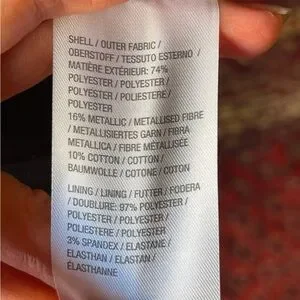 SHELL / OUTER FABRIC /
OBERSTOFF / TESSUTO ESTERNO /
MATIÈRE EXTÉRIEUR: 74%
POLYESTER / POLYESTER /
POLYESTER / POLIESTERE /
POLYESTER
16% METALLIC / METALLISED FIBRE
/ METALLISIERTES GARN / FIBRA
METALLICA / FIBRE MÉTALLISÉE
10% COTTON / COTTON /
BAUMWOLLE / COTONE / COTON
LINING / LINING / FUTTER / FODERA
/ DOUBLURE: 97% POLYESTER /
POLYESTER / POLYESTER /
POLIESTERE / POLYESTER
3% SPANDEX / ELASTANE /
ELASTHAN / ELASTAN /
ÉLASTHANNE